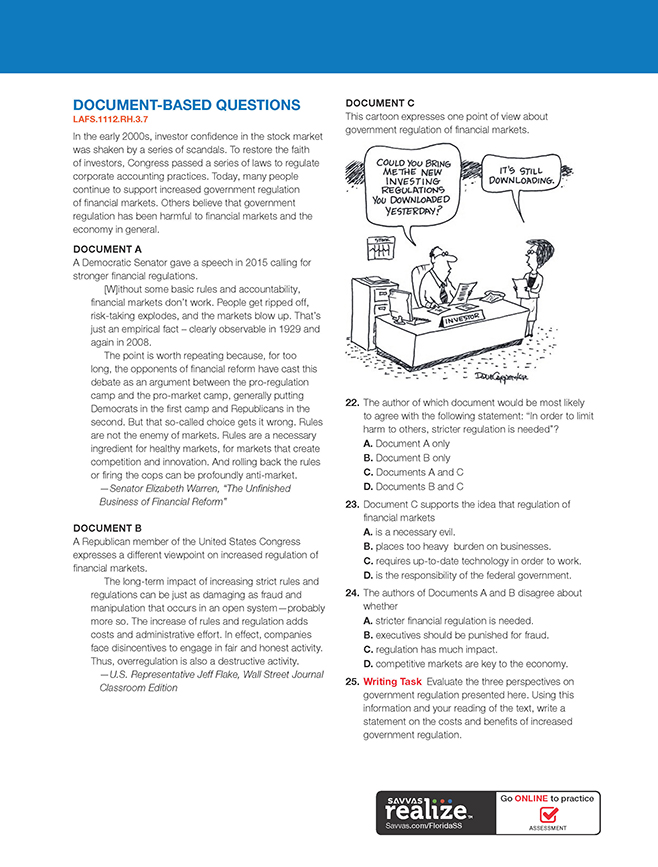 DOCUMENT-BASED QUESTIONS
LAFS.1112.RH.3.7
In the early 2000s, investor confidence in the stock market
was shaken by a series of scandals. To restore the faith
of investors, Congress passed a series of laws to regulate
corporate accounting practices. Today, many people
continue to support increased government regulation
of financial markets. Others believe that government
regulation has been harmful to financial markets and the
economy in general.
DOCUMENT A
A Democratic Senator gave a speech in 2015 calling for
stronger financial regulations.
[W]ithout some basic rules and accountability,
financial markets don't work. People get ripped off,
risk-taking explodes, and the markets blow up. That's
just an empirical fact – clearly observable in 1929 and
again in 2008.
The point is worth repeating because, for too
long, the opponents of financial reform have cast this
debate as an argument between the pro-regulation
camp and the pro-market camp, generally putting
Democrats in the first camp and Republicans in the
second. But that so-called choice gets it wrong. Rules
are not the enemy of markets. Rules are a necessary
ingredient for healthy markets, for markets that create
competition and innovation. And rolling back the rules
or firing the cops can be profoundly anti-market.
—Senator Elizabeth Warren, "The Unfinished
Business of Financial Reform"
DOCUMENT B
A Republican member of the United States Congress
expresses a different viewpoint on increased regulation of
financial markets.
The long-term impact of increasing strict rules and
regulations can be just as damaging as fraud and
manipulation that occurs in an open system—probably
more so. The increase of rules and regulation adds
costs and administrative effort. In effect, companies
face disincentives to engage in fair and honest activity.
Thus, overregulation is also a destructive activity.
—U.S. Representative Jeff Flake, Wall Street Journal
Classroom Edition
DOCUMENT C
This cartoon expresses one point of view about
government regulation of financial markets.
COULD YOU BRING
ME THE NEW
INVESTING
REGULATIONS
YOU DOWNLOADED
YESTERDAY?
IT'S STILL
DOWNLOADING.
STOCK
INVESTOR
Dave Carpenter
22. The author of which document would be most likely
to agree with the following statement: "In order to limit
harm to others, stricter regulation is needed"?
A. Document A only
B. Document B only
C. Documents A and C
D. Documents B and C
23. Document C supports the idea that regulation of
financial markets
A. is a necessary evil.
B. places too heavy burden on businesses.
C. requires up-to-date technology in order to work.
D. is the responsibility of the federal government.
24. The authors of Documents A and B disagree about
whether
A. stricter financial regulation is needed.
B. executives should be punished for fraud.
C. regulation has much impact.
D. competitive markets are key to the economy.
25. Writing Task Evaluate the three perspectives on
government regulation presented here. Using this
information and your reading of the text, write a
statement on the costs and benefits of increased
government regulation.
SAVVAS
realize™
Savvas.com/FloridaSS
Go ONLINE to practice
ASSESSMENT